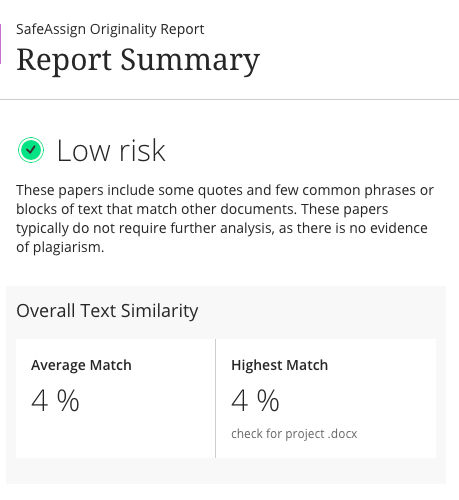 SafeAssign Originality Report
Report Summary
Low risk
These papers include some quotes and few common phrases or
blocks of text that match other documents. These papers
typically do not require further analysis, as there is no evidence
of plagiarism.
Overall Text Similarity
Average Match
4 %
Highest Match
4 %
check for project .docx